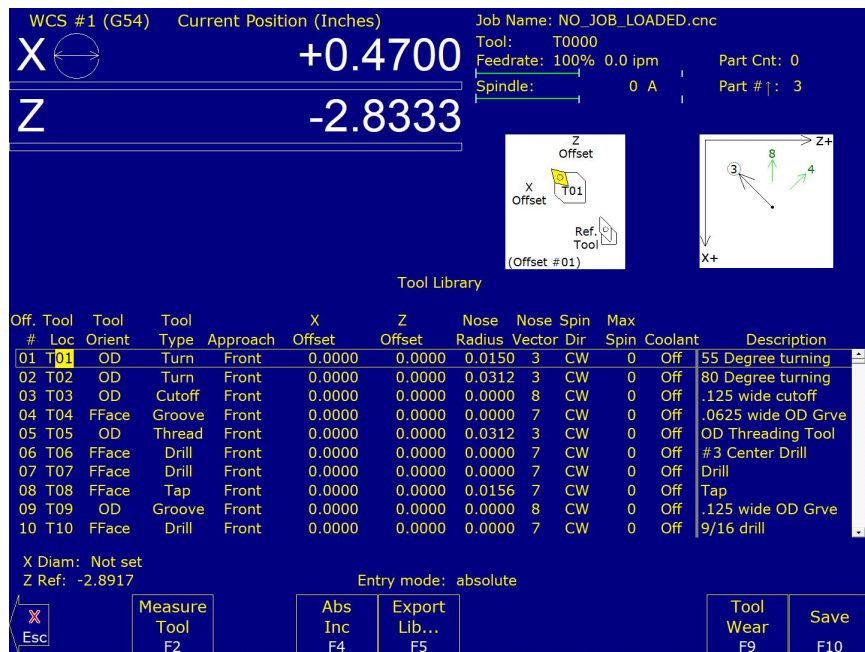 WCS #1 (G54) Current Position (Inches)
X +0.4700
Z -2.8333
Job Name: NO_JOB_LOADED.cnc
Tool: T0000
Feedrate: 100% 0.0 ipm Part Cnt: 0
Spindle: 0 A Part #↑: 3
Z
Offset
X
Offset
T01
Ref.
Tool
(Offset #01)
Z+
8
3
4
X+
Tool Library
Off. Tool Tool Tool X Z Nose Nose Spin Max
# Loc Orient Type Approach Offset Offset Radius Vector Dir Spin Coolant Description
01 T01 OD Turn Front 0.0000 0.0000 0.0150 3 CW 0 Off 55 Degree turning
02 T02 OD Turn Front 0.0000 0.0000 0.0312 3 CW 0 Off 80 Degree turning
03 T03 OD Cutoff Front 0.0000 0.0000 0.0000 8 CW 0 Off .125 wide cutoff
04 T04 FFace Groove Front 0.0000 0.0000 0.0000 7 CW 0 Off .0625 wide OD Grve
05 T05 OD Thread Front 0.0000 0.0000 0.0312 3 CW 0 Off OD Threading Tool
06 T06 FFace Drill Front 0.0000 0.0000 0.0000 7 CW 0 Off #3 Center Drill
07 T07 FFace Drill Front 0.0000 0.0000 0.0000 7 CW 0 Off Drill
08 T08 FFace Tap Front 0.0000 0.0000 0.0156 7 CW 0 Off Tap
09 T09 OD Groove Front 0.0000 0.0000 0.0000 8 CW 0 Off .125 wide OD Grve
10 T10 FFace Drill Front 0.0000 0.0000 0.0000 7 CW 0 Off 9/16 drill
X Diam: Not set
Z Ref: -2.8917 Entry mode: absolute
X
Esc
Measure
Tool
F2
Abs
Inc
F4
Export
Lib...
F5
Tool
Wear
F9
Save
F10